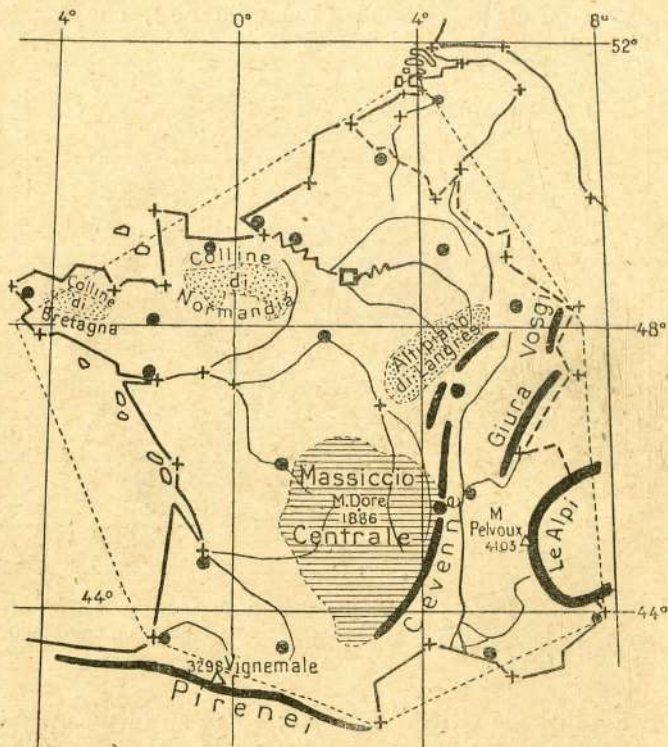 4° 0° 4° 8°
52°
Colline
di
Normandia
Colline
di
Bretagna
48°
Altipiano
di Langres
Vosgi
Giura
Massiccio
M. Dore
1886
Centrale
Cevenne
M
Pelvoux
4103
Le Alpi
44°
44°
3298 Vignemale
Pirenei